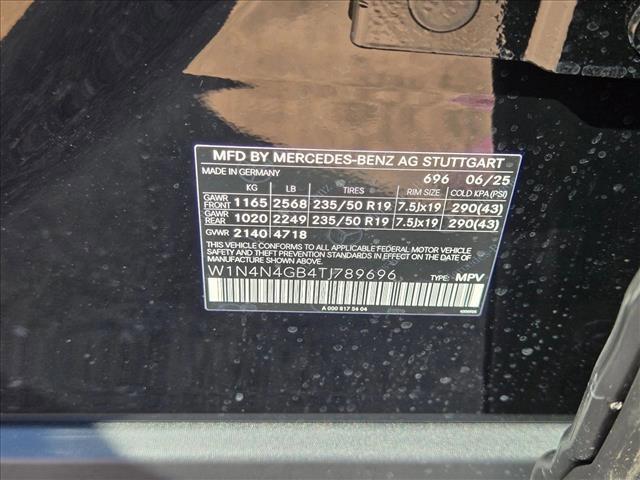 MFD BY MERCEDES-BENZ AG STUTTGART
MADE IN GERMANY 696 06/25
KG LB TIRES RIM SIZE COLD KPA (PSI)
GAWR FRONT 1165 2568 235/50 R19 7.5Jx19 290(43)
GAWR REAR 1020 2249 235/50 R19 7.5Jx19 290(43)
GVWR 2140 4718
THIS VEHICLE CONFORMS TO ALL APPLICABLE FEDERAL MOTOR VEHICLE
SAFETY AND THEFT PREVENTION STANDARDS IN EFFECT ON THE DATE OF
MANUFACTURE SHOWN ABOVE.
W1N4N4GB4TJ789696 TYPE: MPV
A 000 817 54 04